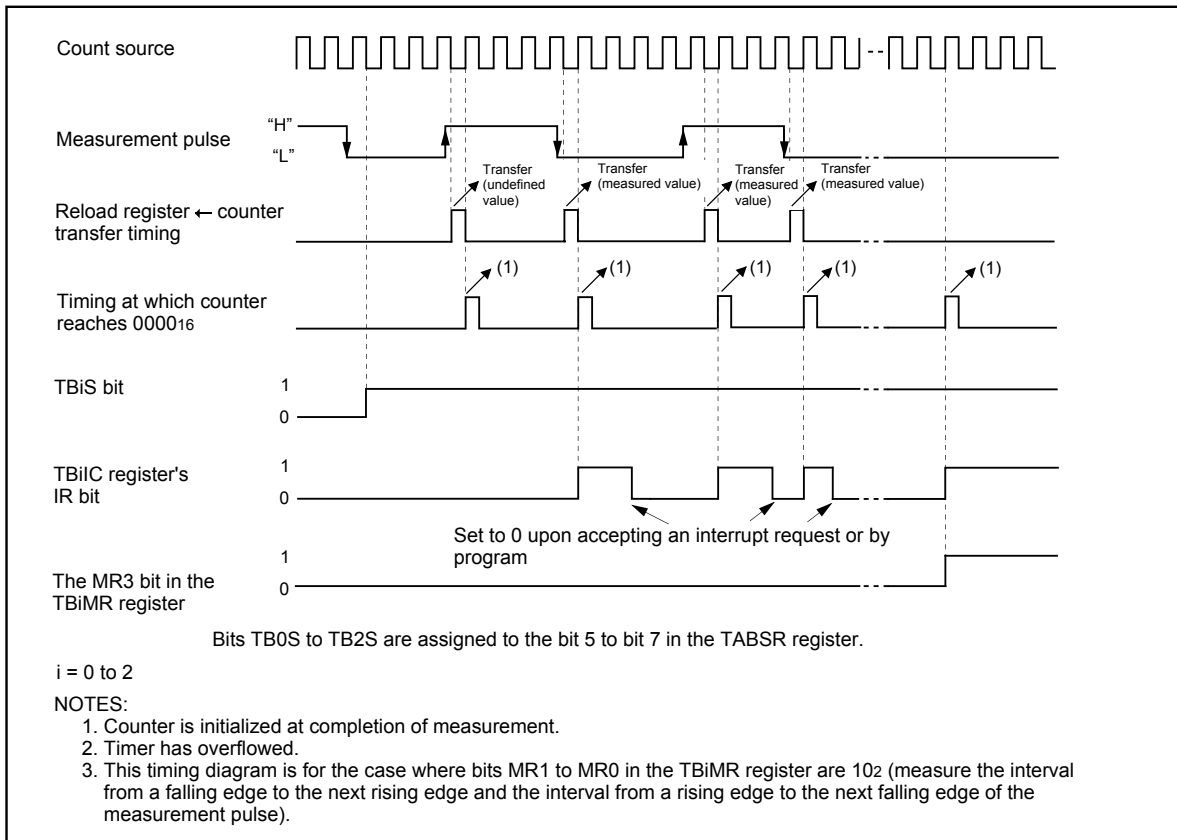 Count source
Measurement pulse
“H”
“L”
Transfer
(undefined
value)
Transfer
(measured value)
Transfer
(measured
value)
Transfer
(measured value)
Reload register ← counter
transfer timing
(1)
(1)
(1)
(1)
(1)
Timing at which counter
reaches 000016
TBiS bit
1
0
TBiIC register's
IR bit
1
0
Set to 0 upon accepting an interrupt request or by
program
The MR3 bit in the
TBiMR register
1
0
Bits TB0S to TB2S are assigned to the bit 5 to bit 7 in the TABSR register.
i = 0 to 2
NOTES:
1. Counter is initialized at completion of measurement.
2. Timer has overflowed.
3. This timing diagram is for the case where bits MR1 to MR0 in the TBiMR register are 102 (measure the interval
from a falling edge to the next rising edge and the interval from a rising edge to the next falling edge of the
measurement pulse).